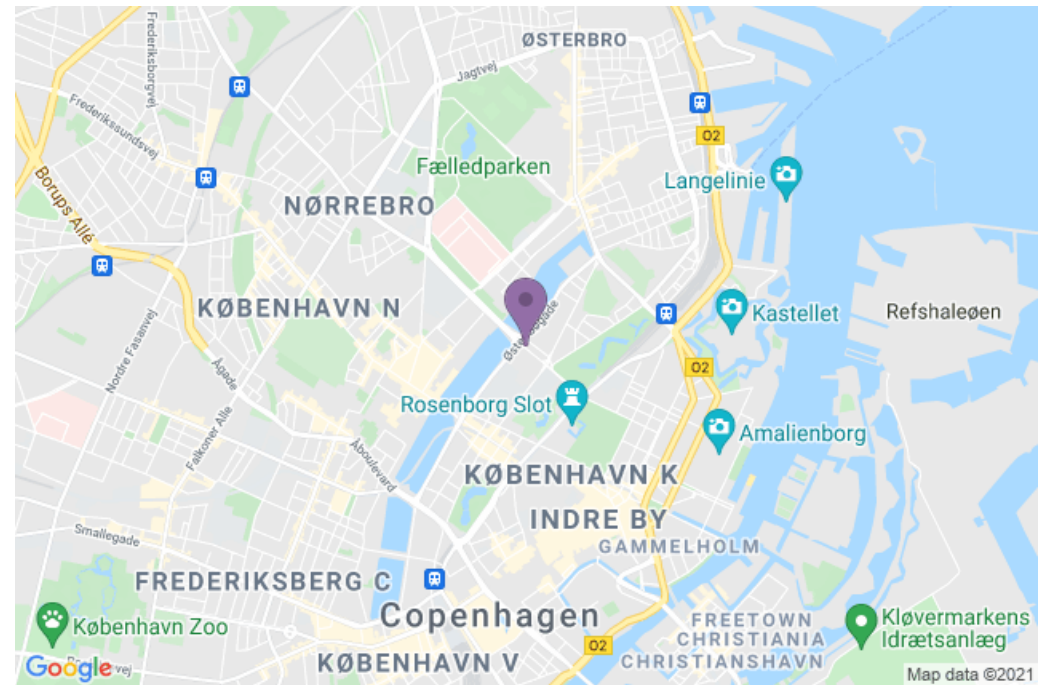 Frederiksborgvej
ØSTERBRO
Jagtvej
Frederikssundsvej
O2
Fælledparken
Langelinie
Borups Allé
NØRREBRO
KØBENHAVN N
Kastellet
Refshaleøen
Nordre Fasanvej
Ågade
O2
Rosenborg Slot
Falkoner Alle
Amalienborg
Åboulevard
KØBENHAVN K
INDRE BY
GAMMELHOLM
Smallegade
FREDERIKSBERG C
Copenhagen
København Zoo
FREETOWN
CHRISTIANIA
CHRISTIANSHAVN
Kløvermarkens
Idrætsanlæg
O2
KØBENHAVN V
Google
Map data ©2021